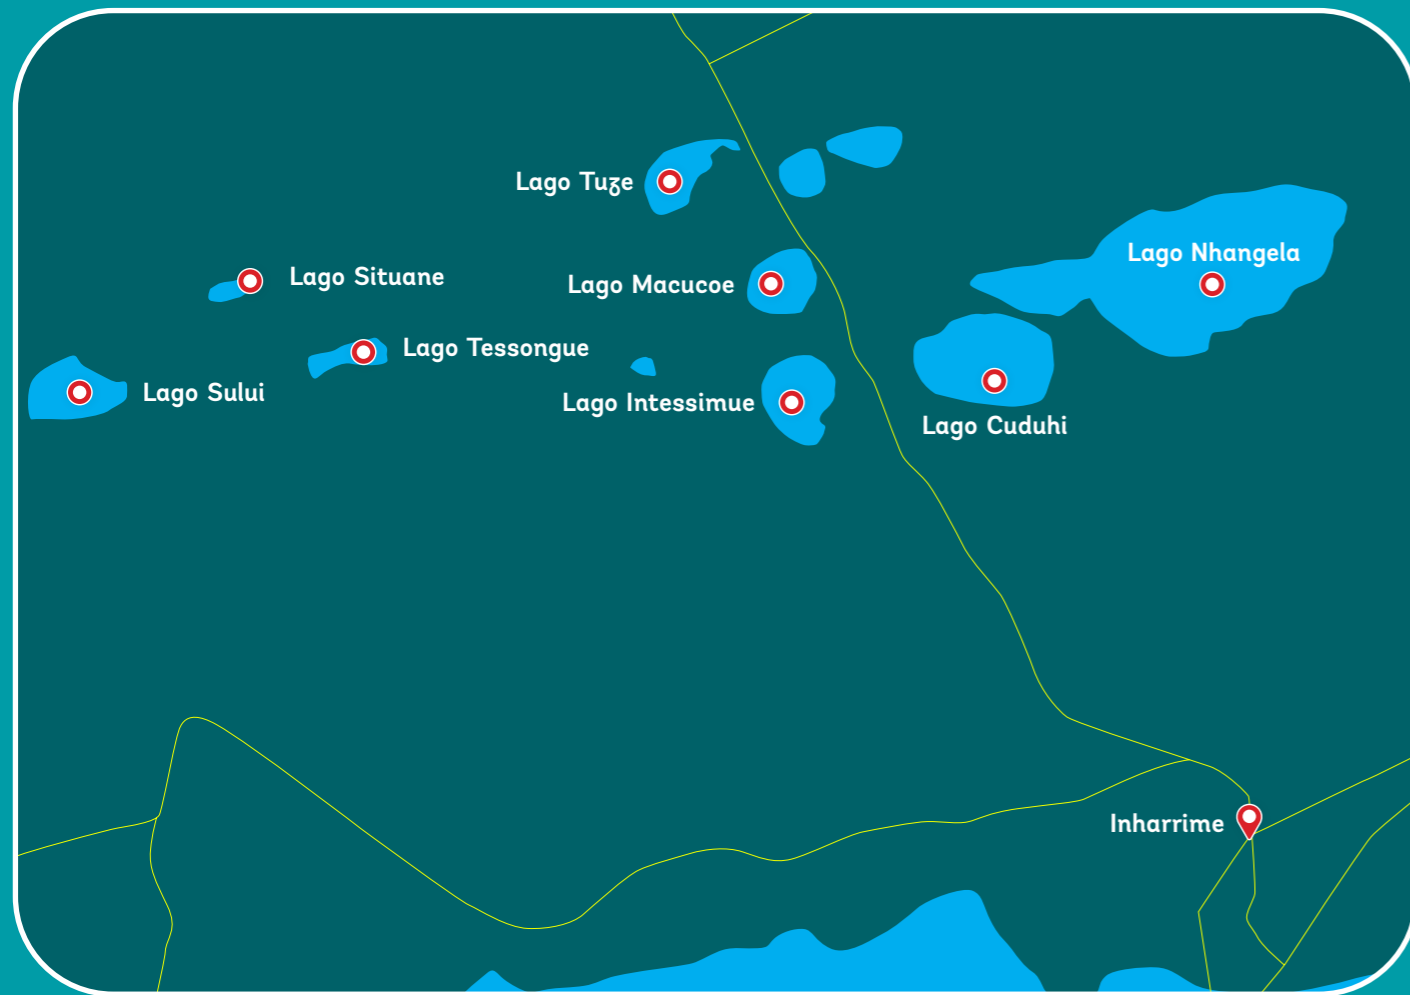 Lago Tuze
Lago Nhangela
Lago Situane
Lago Macucoe
Lago Tessongue
Lago Sului
Lago Intessimue
Lago Cuduhi
Inharrime